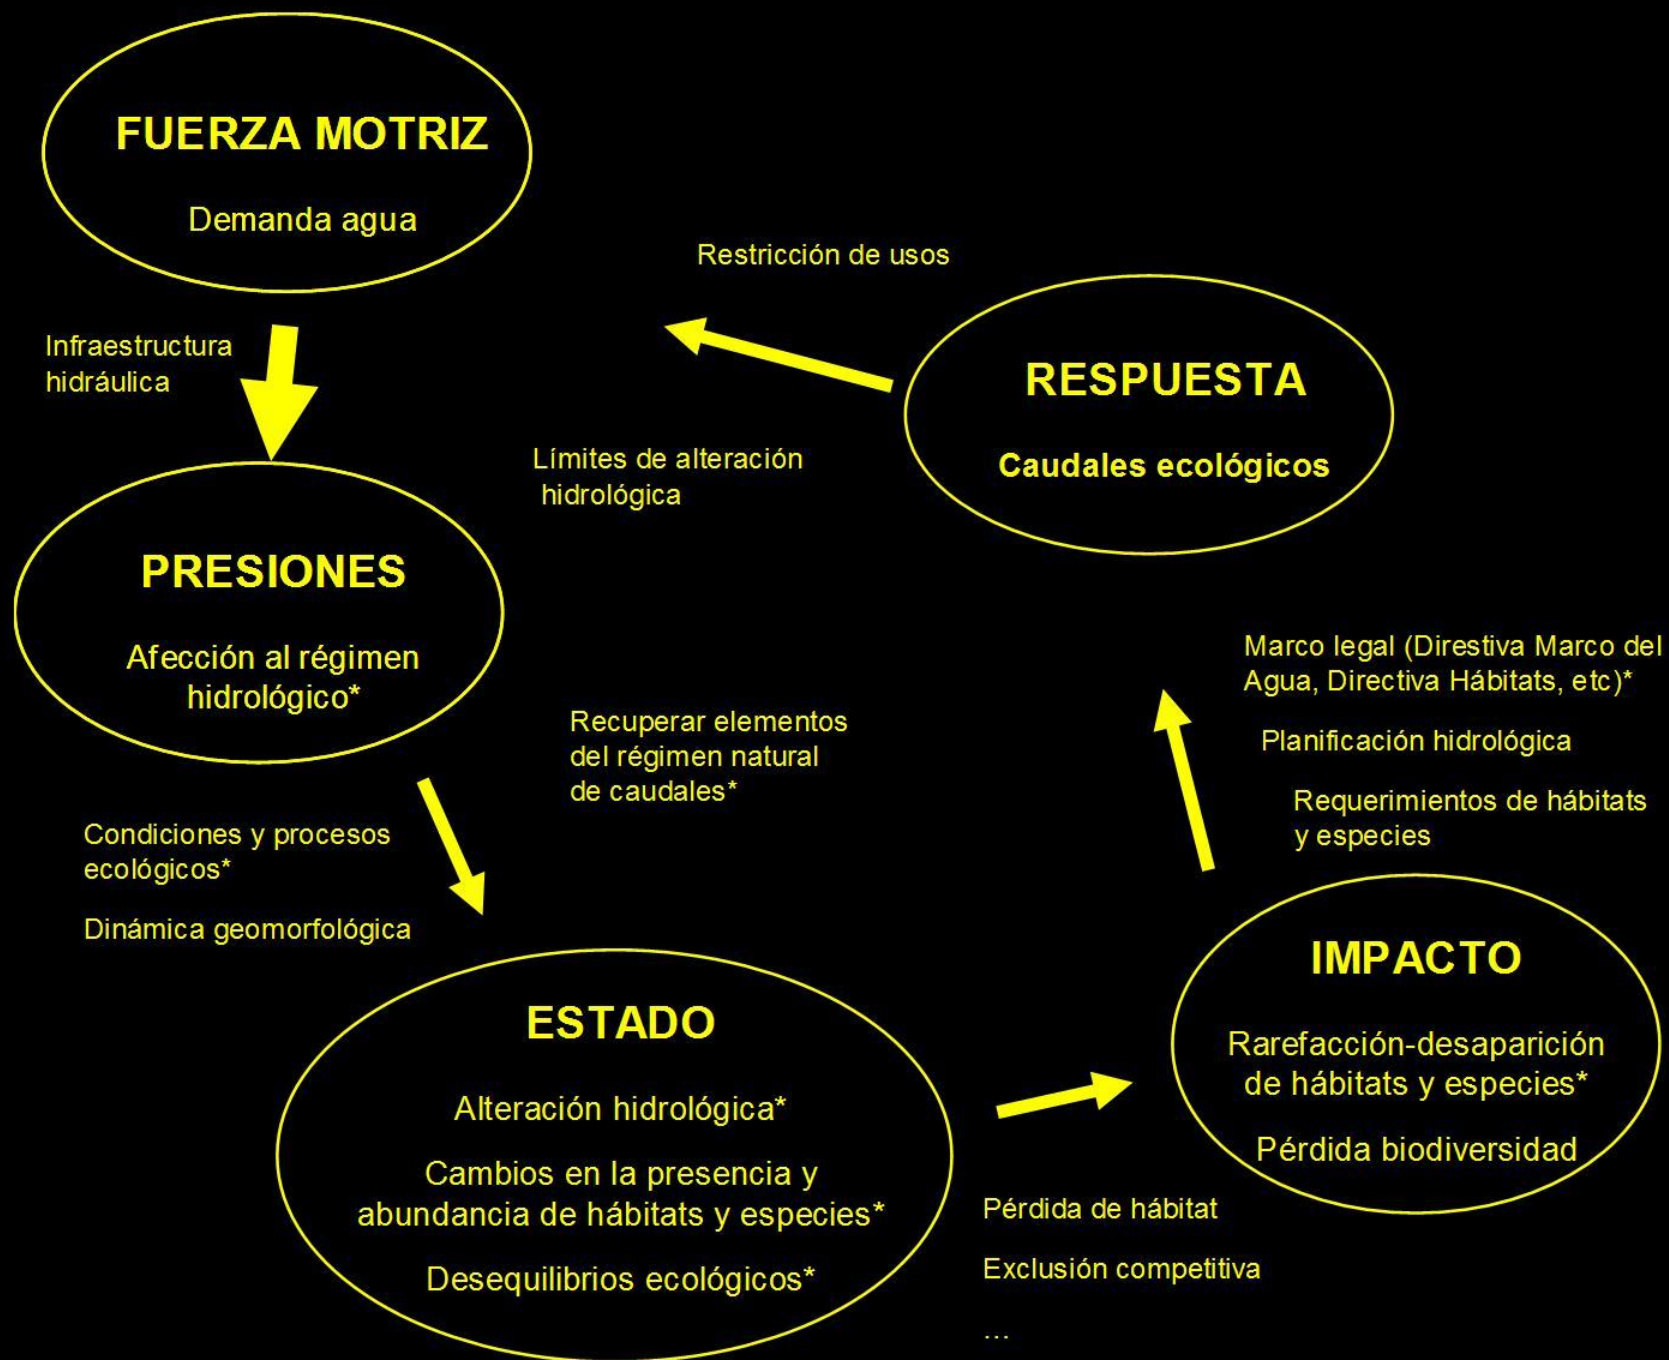 FUERZA MOTRIZ
Demanda agua
Restricción de usos
Infraestructura
hidráulica
RESPUESTA
Caudales ecológicos
Límites de alteración
hidrológica
PRESIONES
Afección al régimen
hidrológico*
Marco legal (Direstiva Marco del
Agua, Directiva Hábitats, etc)*
Planificación hidrológica
Requerimientos de hábitats
y especies
Recuperar elementos
del régimen natural
de caudales*
Condiciones y procesos
ecológicos*
Dinámica geomorfológica
ESTADO
Alteración hidrológica*
Cambios en la presencia y
abundancia de hábitats y especies*
Desequilibrios ecológicos*
IMPACTO
Rarefacción-desaparición
de hábitats y especies*
Pérdida biodiversidad
Pérdida de hábitat
Exclusión competitiva
...